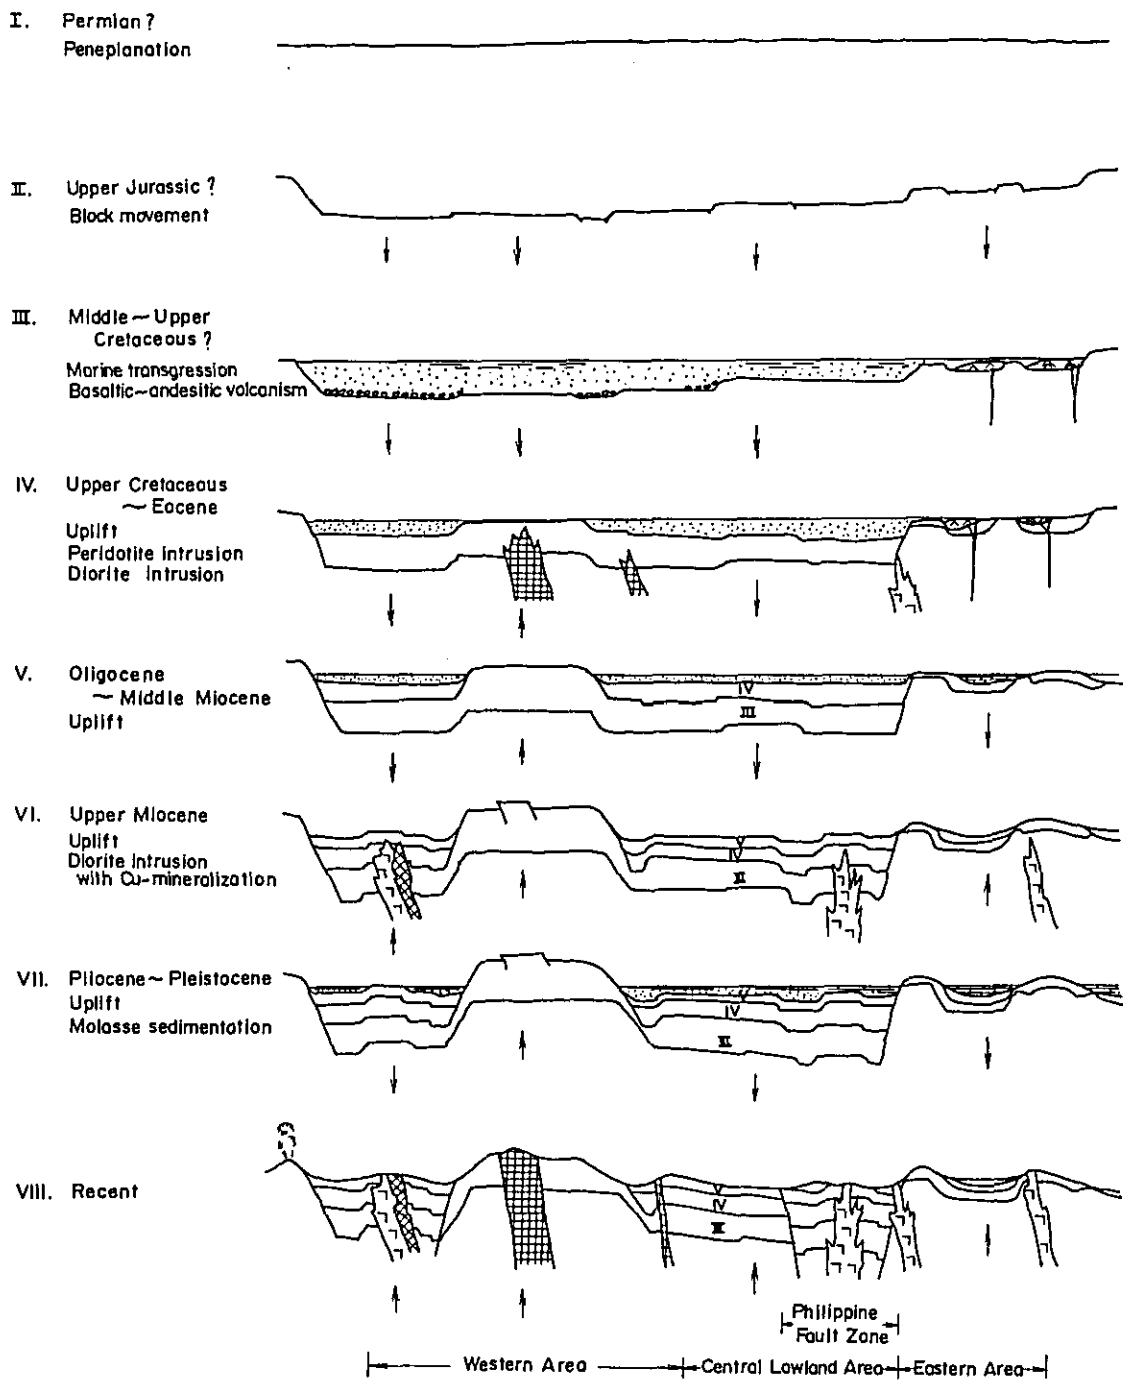 I. Permian ?
Peneplanation
II. Upper Jurassic ?
Block movement
III. Middle ~ Upper
Cretaceous ?
Marine transgression
Basaltic~andesitic volcanism
IV. Upper Cretaceous
~ Eocene
Uplift
Peridotite intrusion
Diorite intrusion
V. Oligocene
~ Middle Miocene
Uplift
IV
III
VI. Upper Miocene
Uplift
Diorite intrusion
with Cu-mineralization
V
IV
III
VII. Pliocene ~ Pleistocene
Uplift
Molasse sedimentation
V
IV
III
VIII. Recent
V
IV
III
Philippine
Fault Zone
Western Area
Central Lowland Area
Eastern Area